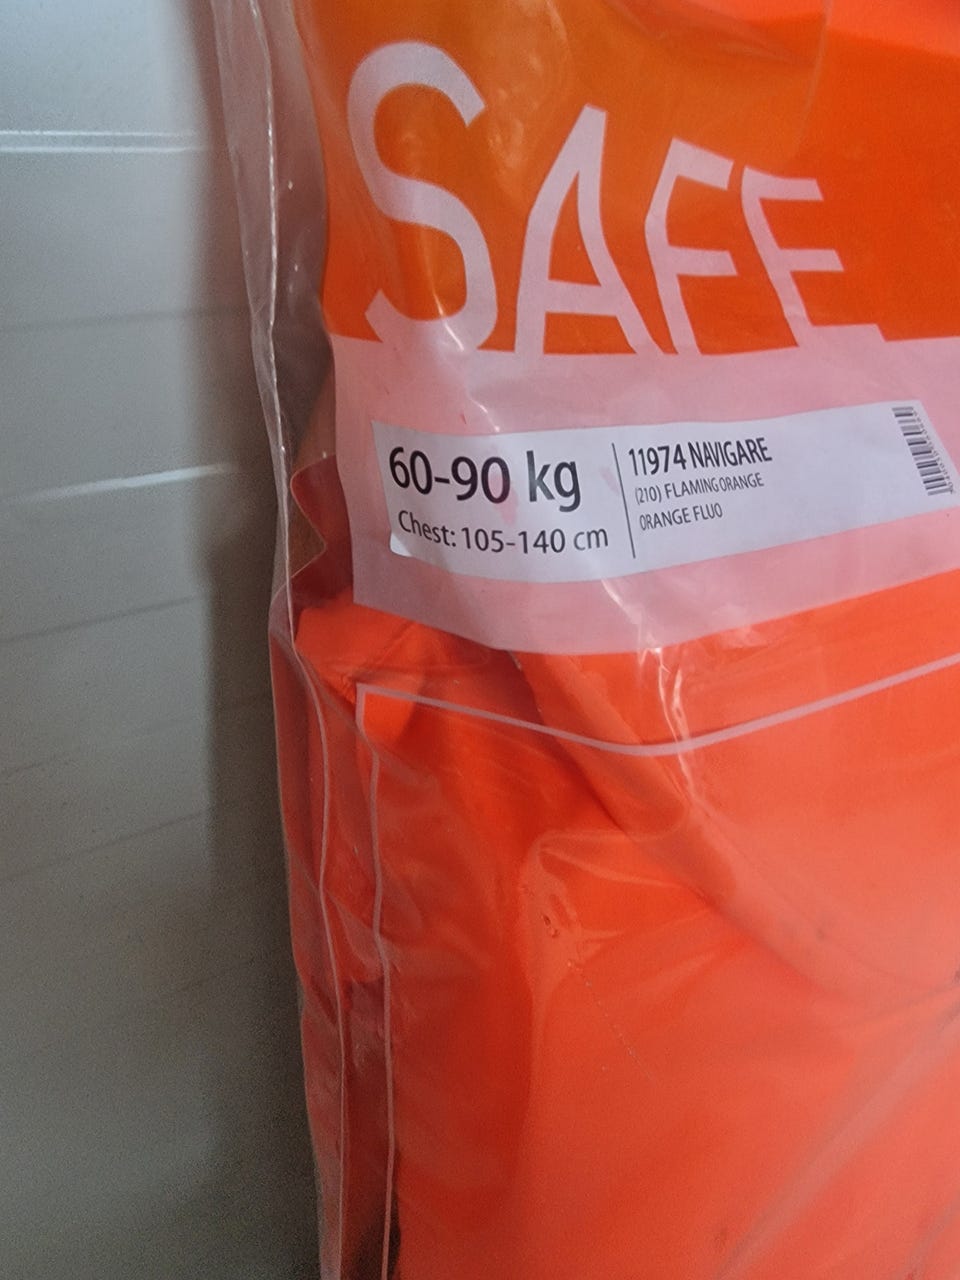 SAFE
60-90 kg
Chest: 105-140 cm
11974 NAVIGARE
(210) FLAMINGORANGE
ORANGE FLUO